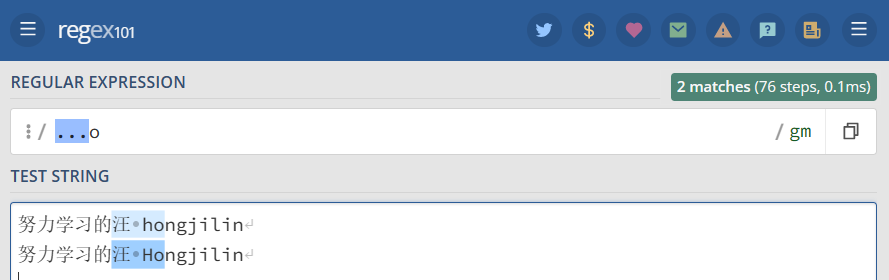 regex101
REGULAR EXPRESSION
2 matches (76 steps, 0.1ms)
/ ...o / gm
TEST STRING
努力学习的汪·hongjilin↵
努力学习的汪·Hongjilin↵